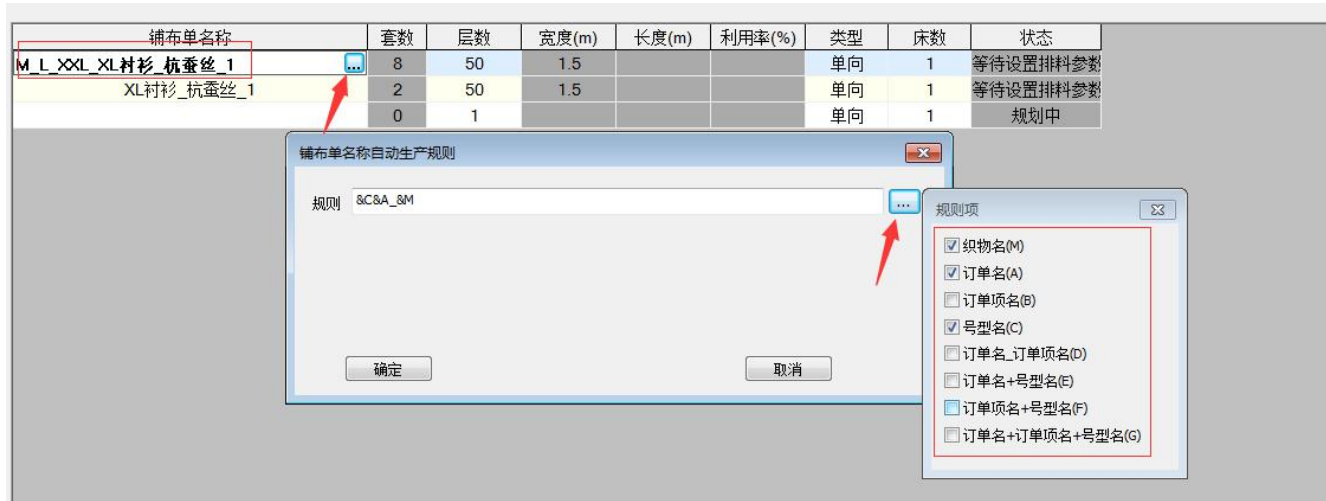 铺布单名称 套数 层数 宽度(m) 长度(m) 利用率(%) 类型 床数 状态
M_L_XXL_XL衬衫_杭蚕丝_1 ... 8 50 1.5 单向 1 等待设置排料参数
XL衬衫_杭蚕丝_1 2 50 1.5 单向 1 等待设置排料参数
0 1 单向 1 规划中
铺布单名称自动生产规则
规则 &C&A_&M ...
确定 取消
规则项
织物名(M)
订单名(A)
订单项名(B)
号型名(C)
订单名_订单项名(D)
订单名+号型名(E)
订单项名+号型名(F)
订单名+订单项名+号型名(G)